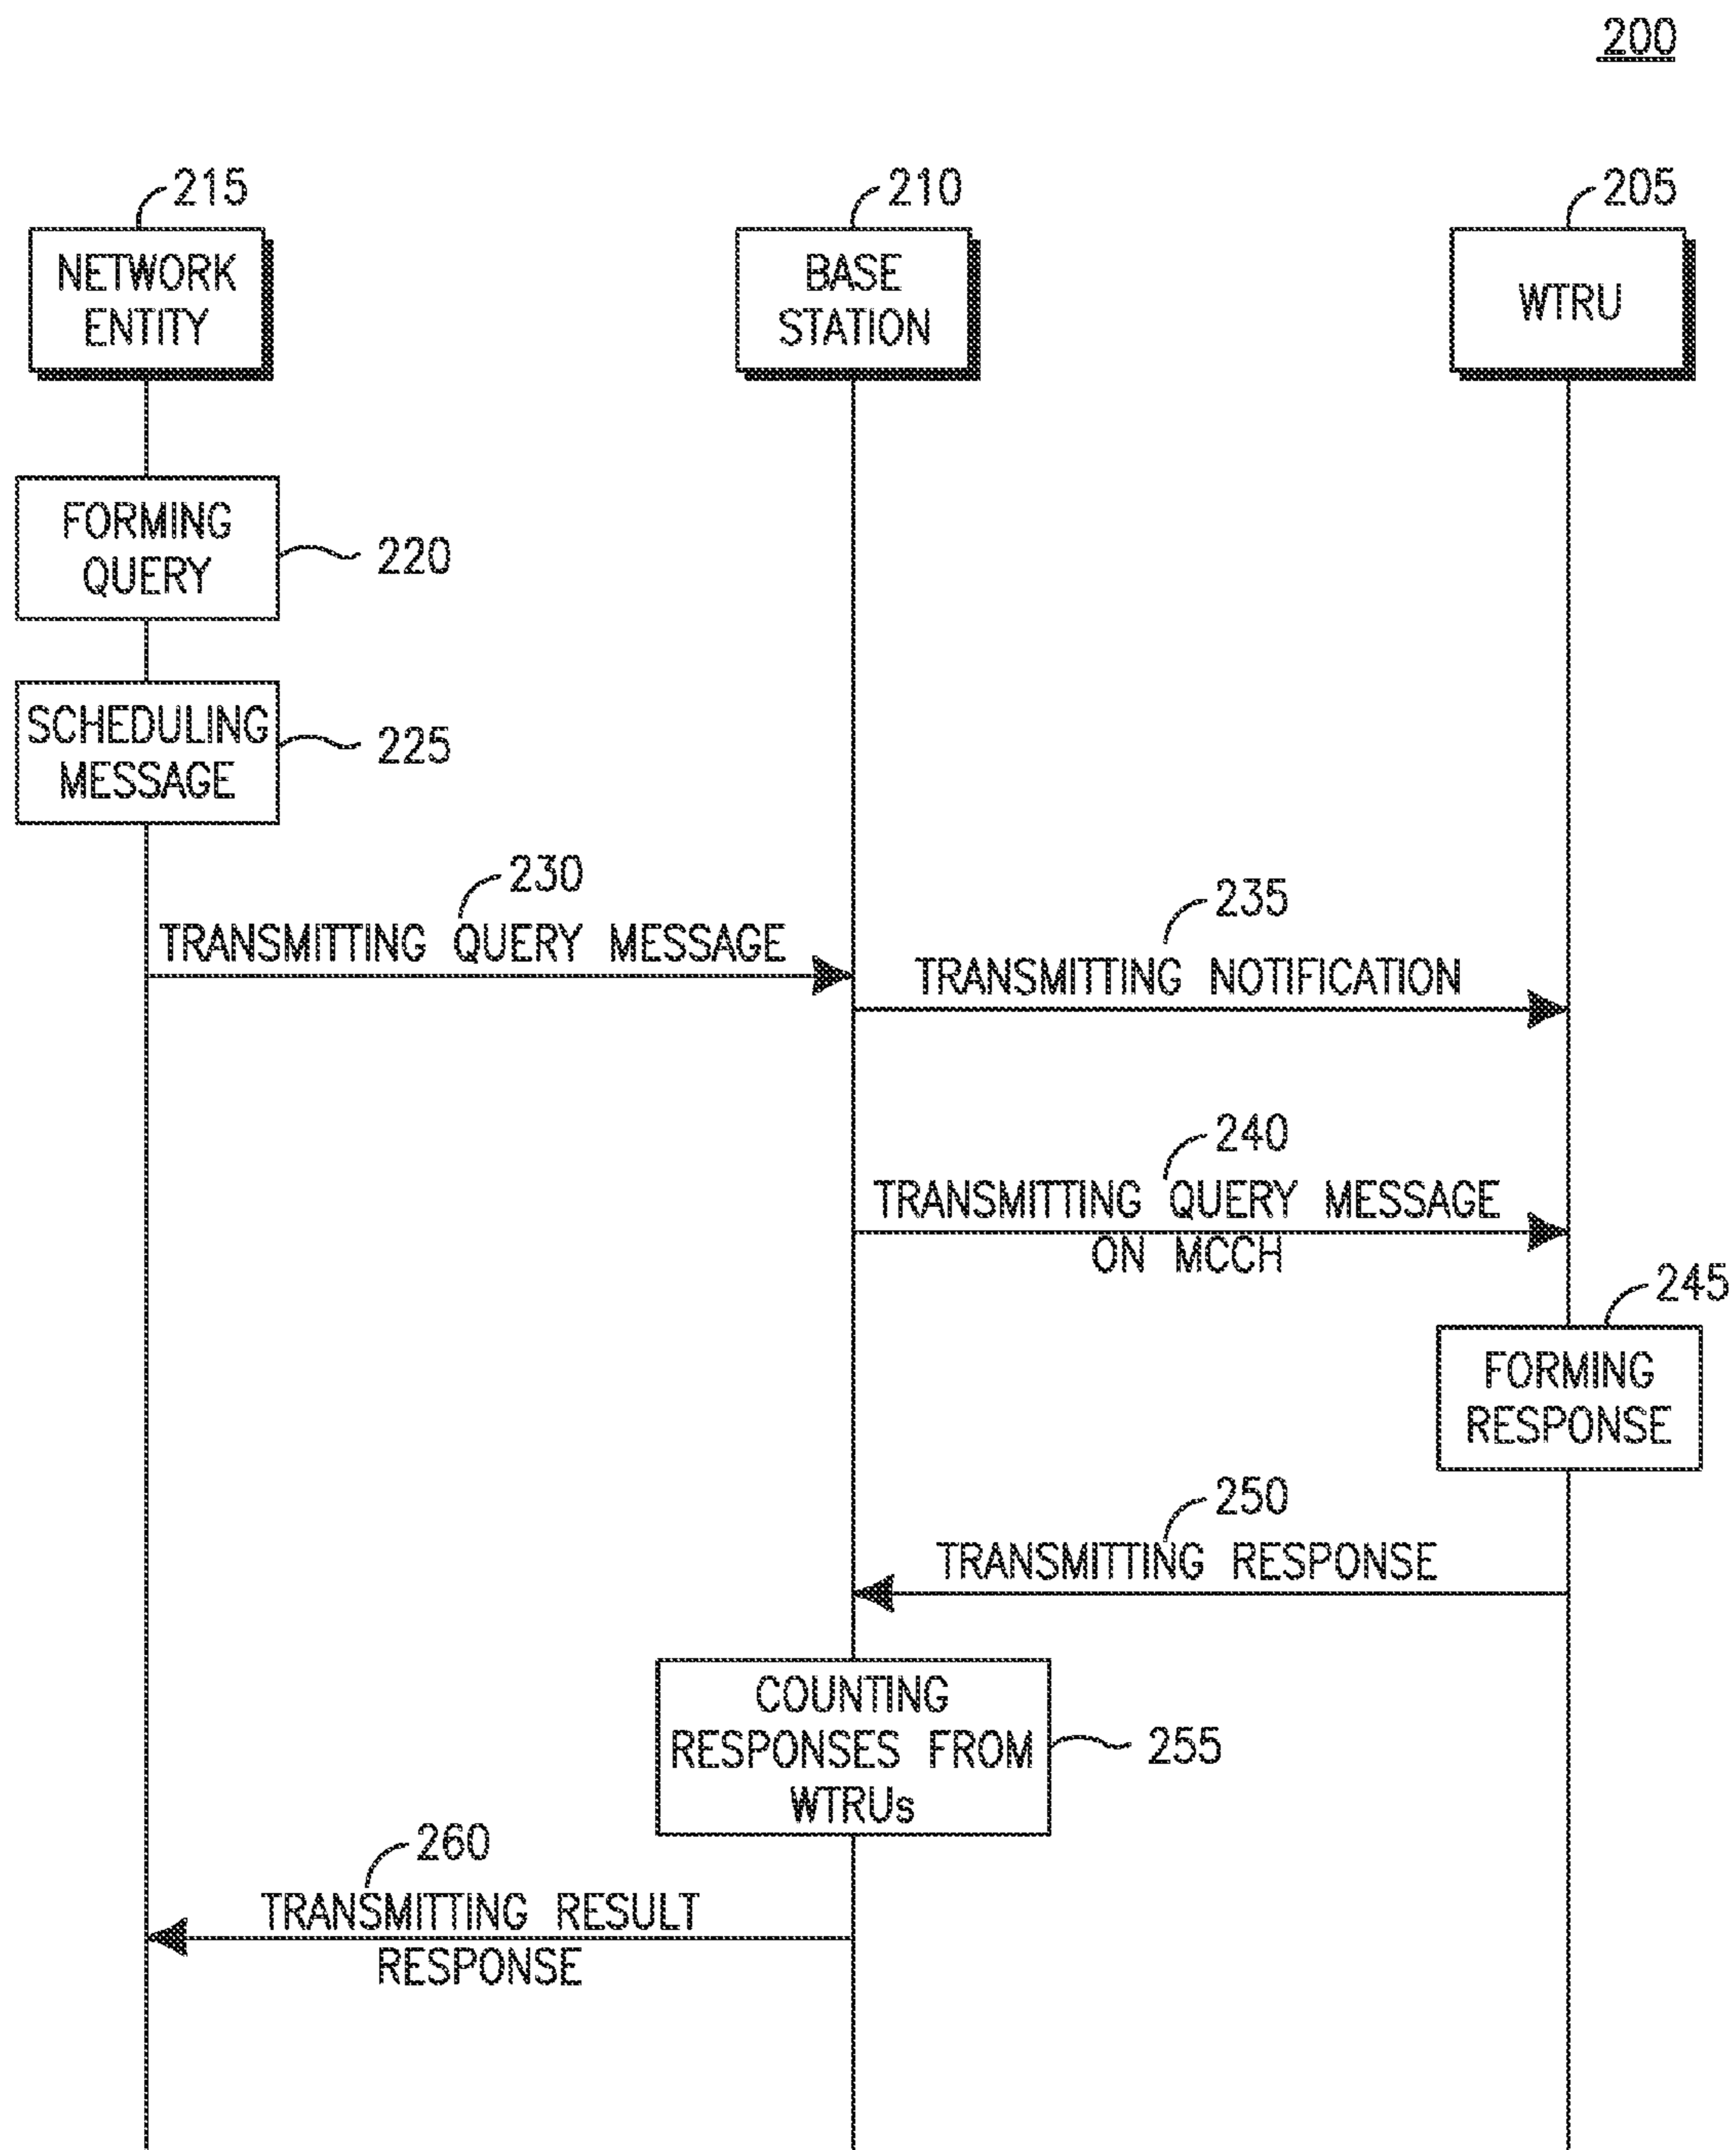 200
215
210
205
NETWORK
ENTITY
BASE
STATION
WTRU
FORMING
QUERY
220
SCHEDULING
MESSAGE
225
230
TRANSMITTING QUERY MESSAGE
235
TRANSMITTING NOTIFICATION
240
TRANSMITTING QUERY MESSAGE
ON MCCH
245
FORMING
RESPONSE
250
TRANSMITTING RESPONSE
COUNTING
RESPONSES FROM
WTRUs
255
260
TRANSMITTING RESULT
RESPONSE